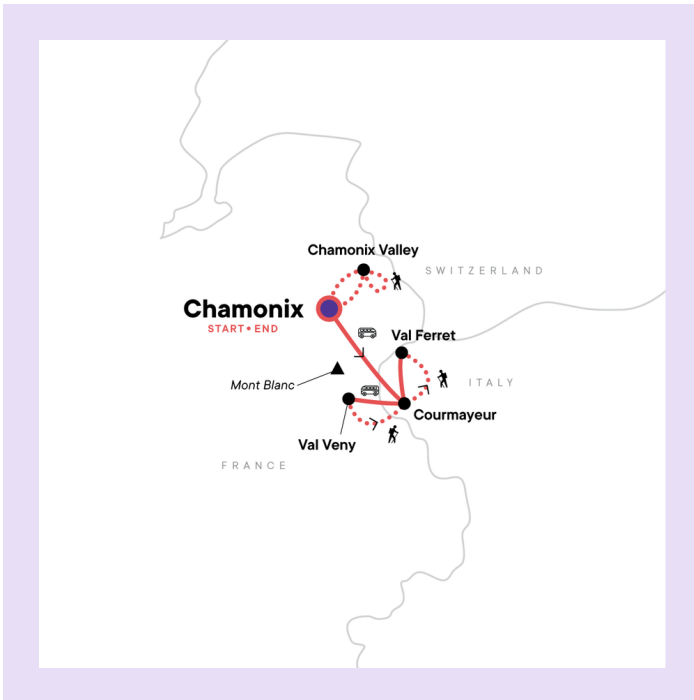 Chamonix Valley
SWITZERLAND
Chamonix
START • END
Val Ferret
Mont Blanc
ITALY
Courmayeur
Val Veny
FRANCE